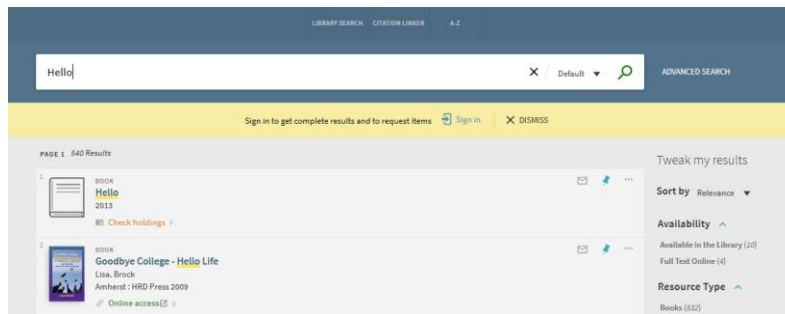 LIBRARY SEARCH CITATION LINKER A-Z
Hello
Default
ADVANCED SEARCH
Sign in to get complete results and to request items Sign in DISMISS
PAGE 1 540 Results
1
BOOK
Hello
2013
Check holdings
2
BOOK
Goodbye College - Hello Life
Lisa. Brock
Amherst : HRD Press 2009
Online access
Tweak my results
Sort by Relevance
Availability
Available in the Library (10)
Full Text Online (4)
Resource Type
Books (532)